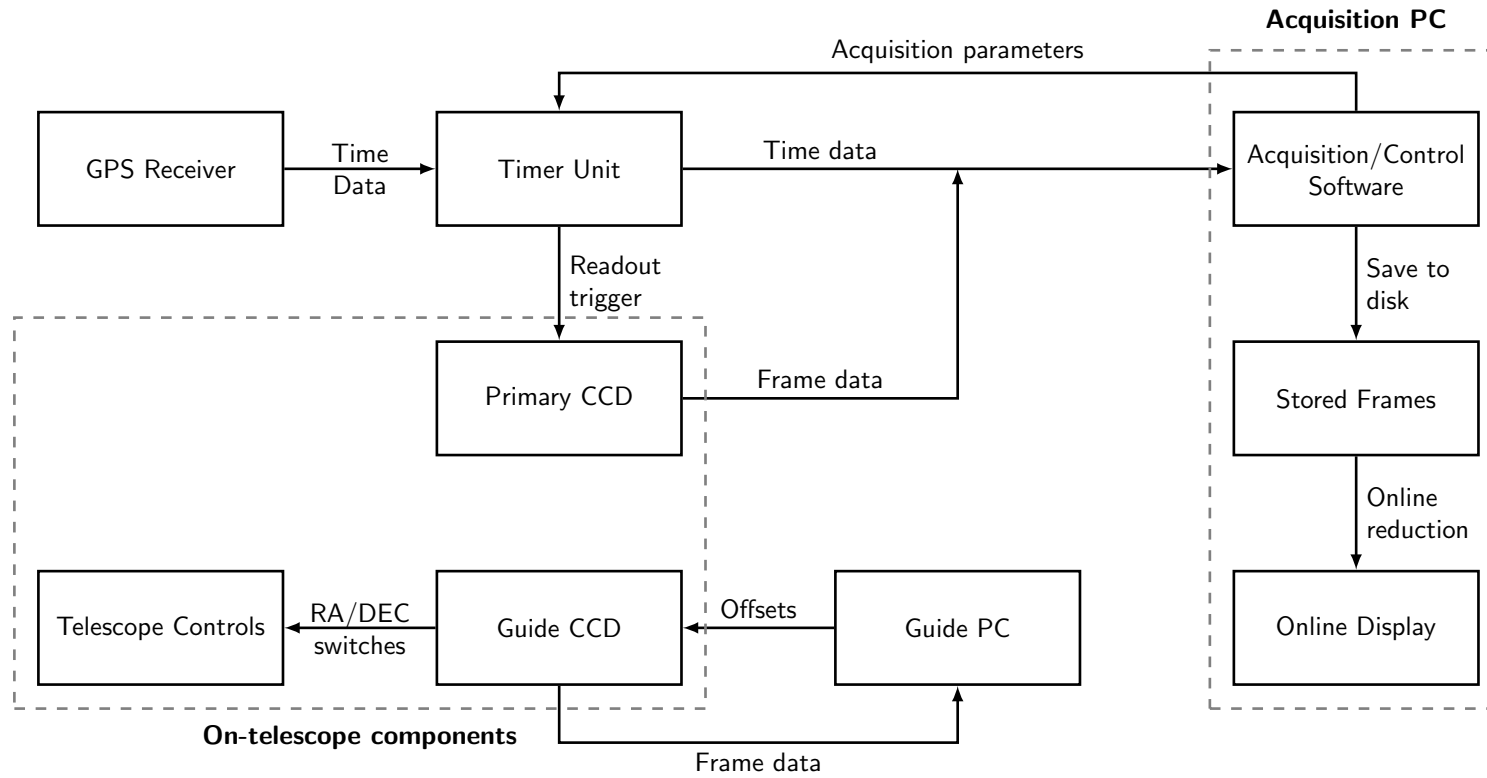 Acquisition PC
Acquisition parameters
GPS Receiver
Time
Data
Timer Unit
Time data
Acquisition/Control
Software
Readout
trigger
Save to
disk
Primary CCD
Frame data
Stored Frames
Online
reduction
Telescope Controls
RA/DEC
switches
Guide CCD
Offsets
Guide PC
Online Display
On-telescope components
Frame data